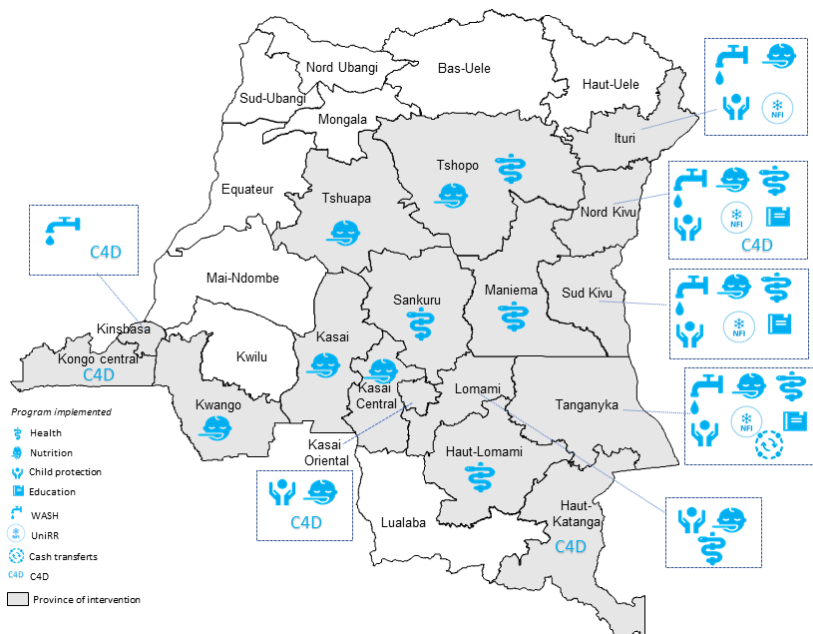 Nord Ubangi
Bas-Uele
Haut-Uele
Sud-Ubangi
NFI
Mongala
Ituri
Tshopo
Equateur
Tshuapa
Nord Kivu
NFI
C4D
C4D
Mai-Ndombe
Sankuru
Maniema
Sud Kivu
NFI
Kinshasa
Kasai
Kongo central
C4D
Kwilu
Kasai
Central
Lomami
Tanganyka
NFI
Kwango
Program implemented
Health
Nutrition
Child protection
Education
WASH
NFI
UniRR
Cash transferts
C4D
C4D
Province of intervention
Kasai
Oriental
Haut-Lomami
C4D
Lualaba
Haut-
Katanga
C4D